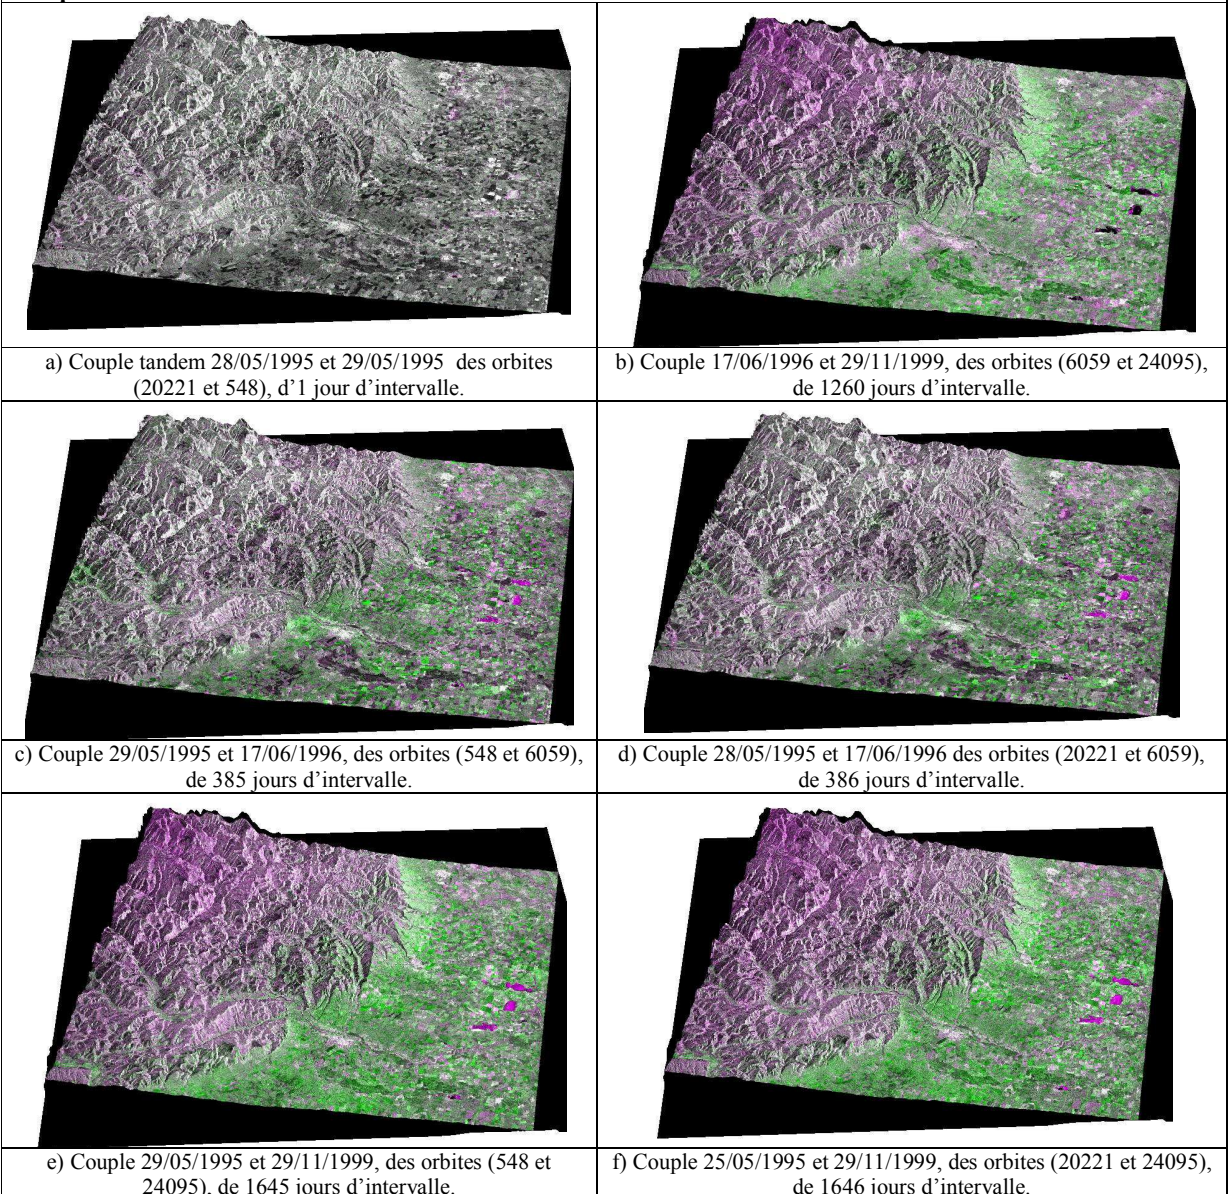 a) Couple tandem 28/05/1995 et 29/05/1995 des orbites
(20221 et 548), d’1 jour d’intervalle.
b) Couple 17/06/1996 et 29/11/1999, des orbites (6059 et 24095),
de 1260 jours d’intervalle.
c) Couple 29/05/1995 et 17/06/1996, des orbites (548 et 6059),
de 385 jours d’intervalle.
d) Couple 28/05/1995 et 17/06/1996 des orbites (20221 et 6059),
de 386 jours d’intervalle.
e) Couple 29/05/1995 et 29/11/1999, des orbites (548 et
24095), de 1645 jours d’intervalle.
f) Couple 25/05/1995 et 29/11/1999, des orbites (20221 et 24095),
de 1646 jours d’intervalle.